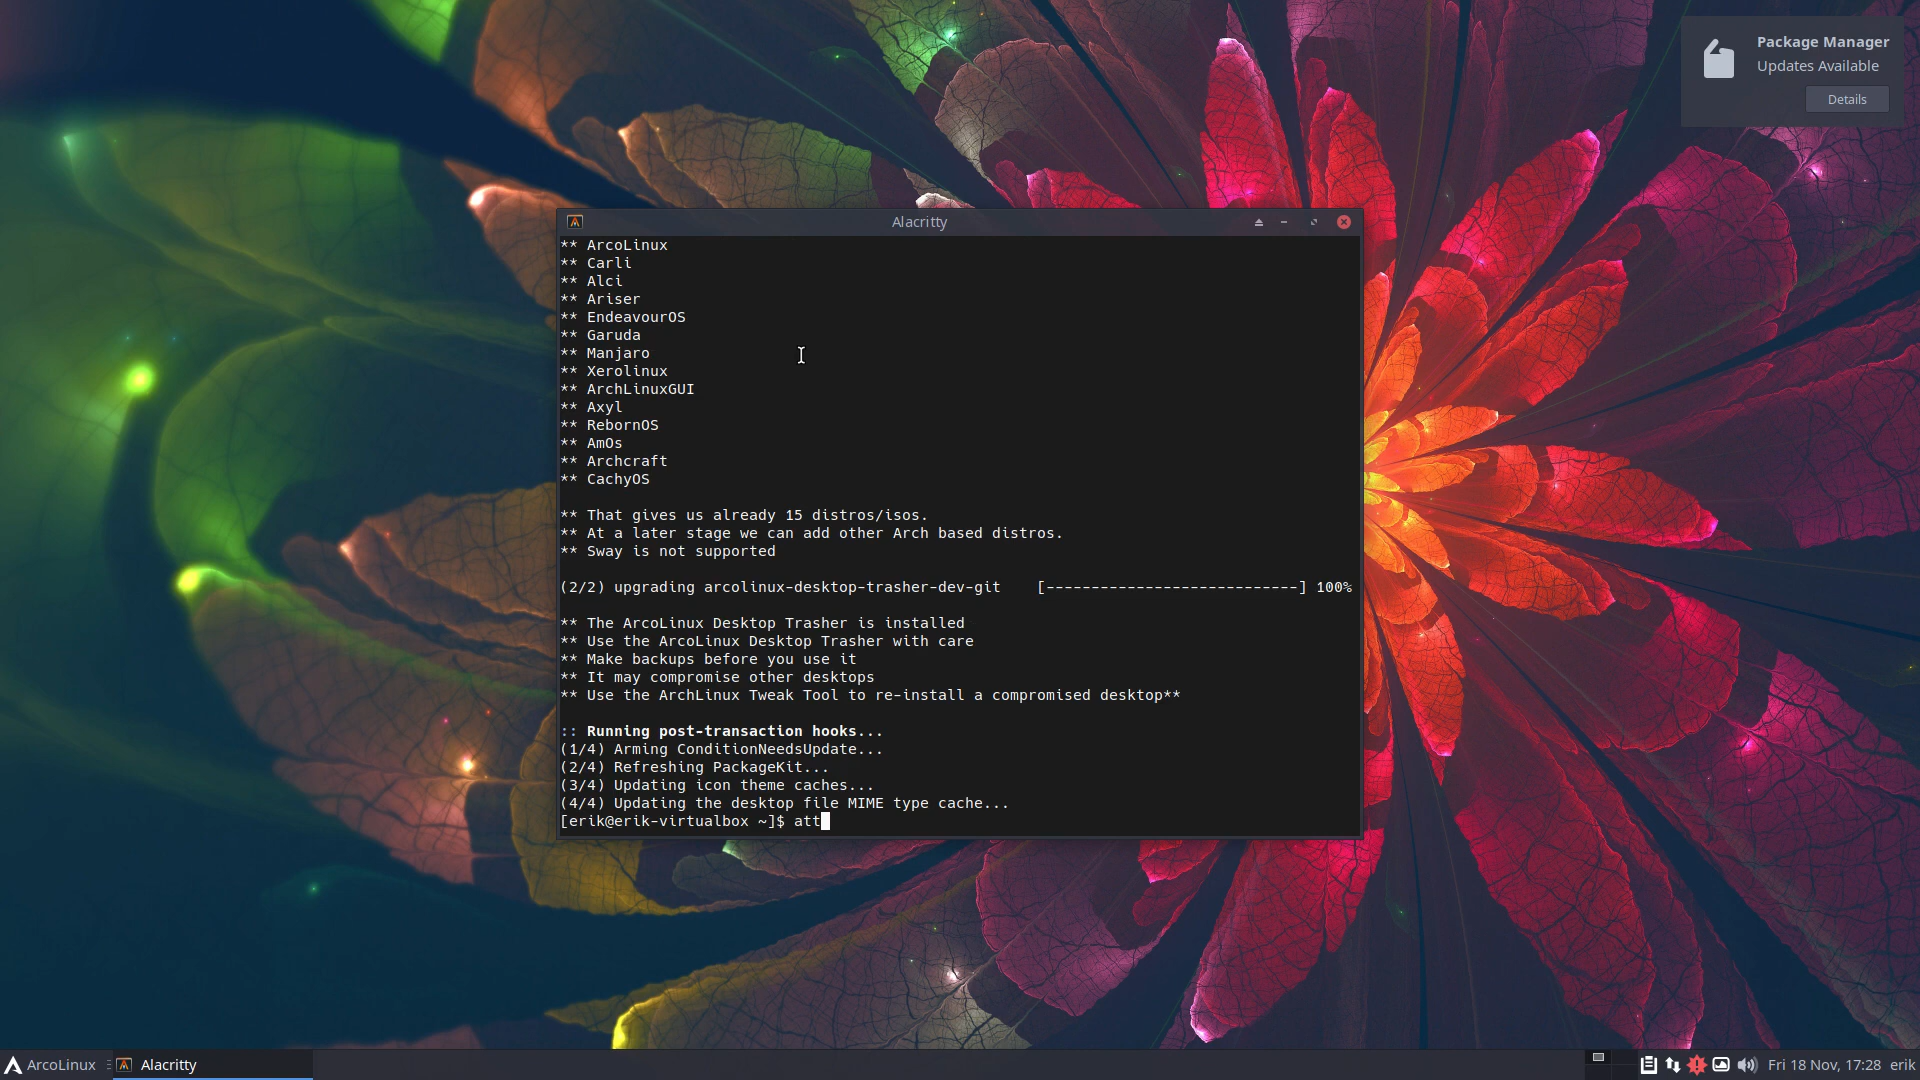 Package Manager
Updates Available
Details
Alacritty
** ArcoLinux
** Carli
** Alci
** Ariser
** EndeavourOS
** Garuda
** Manjaro
** Xerolinux
** ArchLinuxGUI
** Axyl
** RebornOS
** AmOs
** Archcraft
** CachyOS
** That gives us already 15 distros/isos.
** At a later stage we can add other Arch based distros.
** Sway is not supported
(2/2) upgrading arcolinux-desktop-trasher-dev-git [----------------------------] 100%
** The ArcoLinux Desktop Trasher is installed
** Use the ArcoLinux Desktop Trasher with care
** Make backups before you use it
** It may compromise other desktops
** Use the ArchLinux Tweak Tool to re-install a compromised desktop**
:: Running post-transaction hooks...
(1/4) Arming ConditionNeedsUpdate...
(2/4) Refreshing PackageKit...
(3/4) Updating icon theme caches...
(4/4) Updating the desktop file MIME type cache...
[erik@erik-virtualbox ~]$ att
ArcoLinux
Alacritty
Fri 18 Nov, 17:28 erik